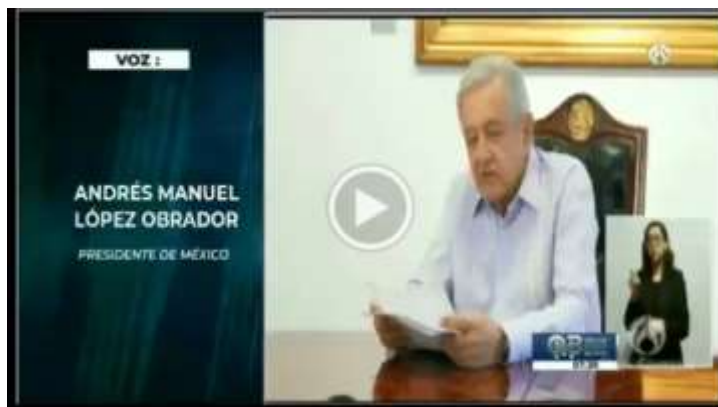 VOZ :
ANDRÉS MANUEL
LÓPEZ OBRADOR
PRESIDENTE DE MÉXICO